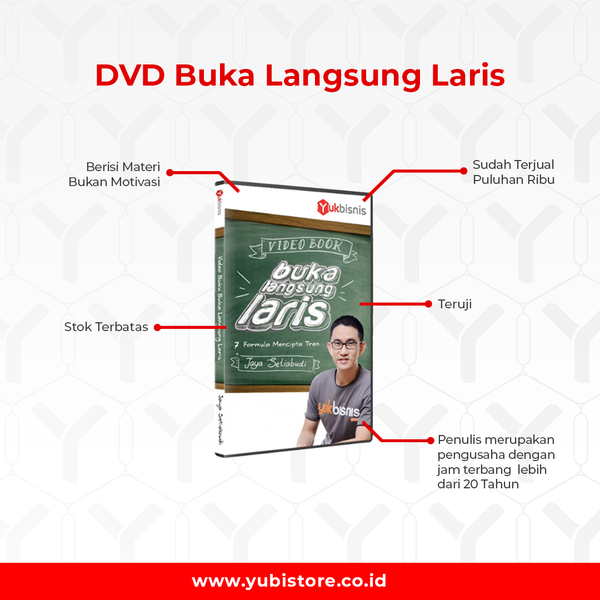 DVD Buka Langsung Laris
Berisi Materi
Bukan Motivasi
Sudah Terjual
Puluhan Ribu
Yukbisnis
Yukbisnis
VIDEO BOOK
buka
langsung
laris
7 Formula Mencipta Tren
Jaya Setiabudi
yukbisnis
Video Book Buka Langsung Laris
Jaya Setiabudi
Stok Terbatas
Teruji
Penulis merupakan
pengusaha dengan
jam terbang lebih
dari 20 Tahun
www.yubistore.co.id